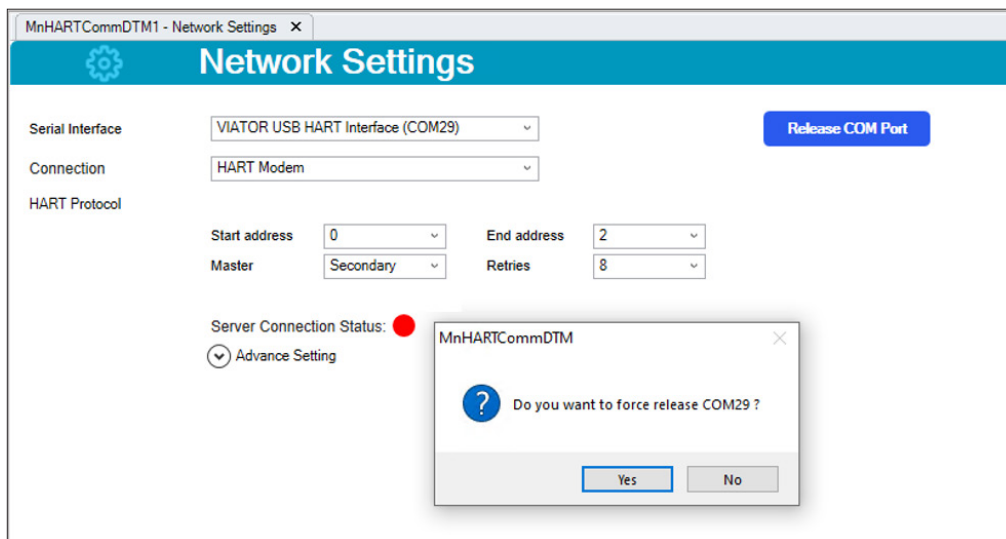 MnHARTCommDTM1 - Network Settings X
Network Settings
Serial Interface VIATOR USB HART Interface (COM29) Release COM Port
Connection HART Modem
HART Protocol
Start address 0 End address 2
Master Secondary Retries 8
Server Connection Status:
Advance Setting
MnHARTCommDTM
Do you want to force release COM29 ?
Yes No